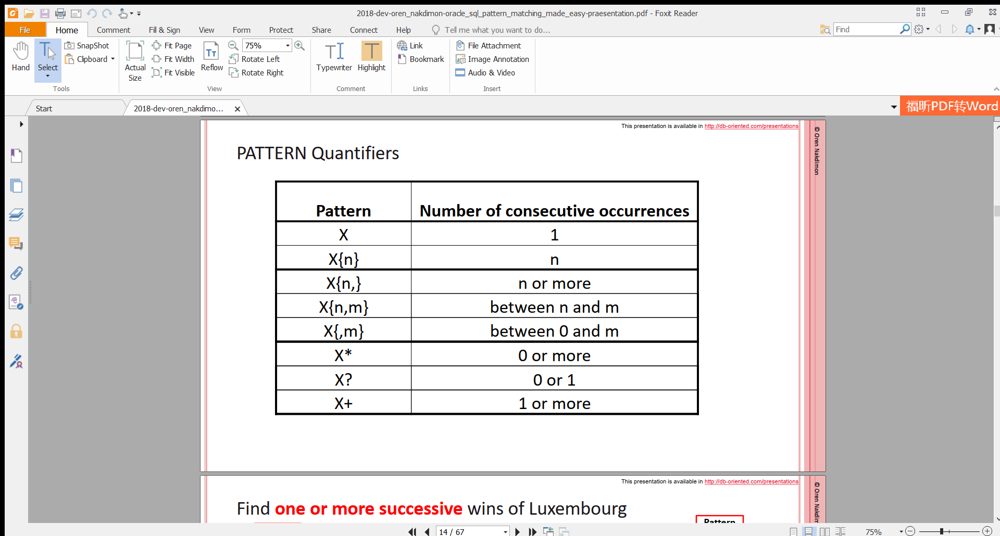 2018-dev-oren_nakdimon-oracle_sql_pattern_matching_made_easy-praesentation.pdf - Foxit Reader
File Home Comment Fill & Sign View Form Protect Share Connect Help Tell me what you want to do... Find
Hand
Select
SnapShot
Clipboard
Tools
Actual
Size
Fit Page
Fit Width
Fit Visible
Reflow
75%
Rotate Left
Rotate Right
View
Typewriter
Highlight
Comment
Link
Bookmark
Links
File Attachment
Image Annotation
Audio & Video
Insert
Start
2018-dev-oren_nakdimo...
福昕PDF转Word
This presentation is available in http://db-oriented.com/presentations
© Oren Nakdimon
PATTERN Quantifiers
Pattern Number of consecutive occurrences
X 1
X{n} n
X{n,} n or more
X{n,m} between n and m
X{,m} between 0 and m
X* 0 or more
X? 0 or 1
X+ 1 or more
This presentation is available in http://db-oriented.com/presentations
© Oren Nakdim
Find one or more successive wins of Luxembourg
Pattern
14 / 67
75%